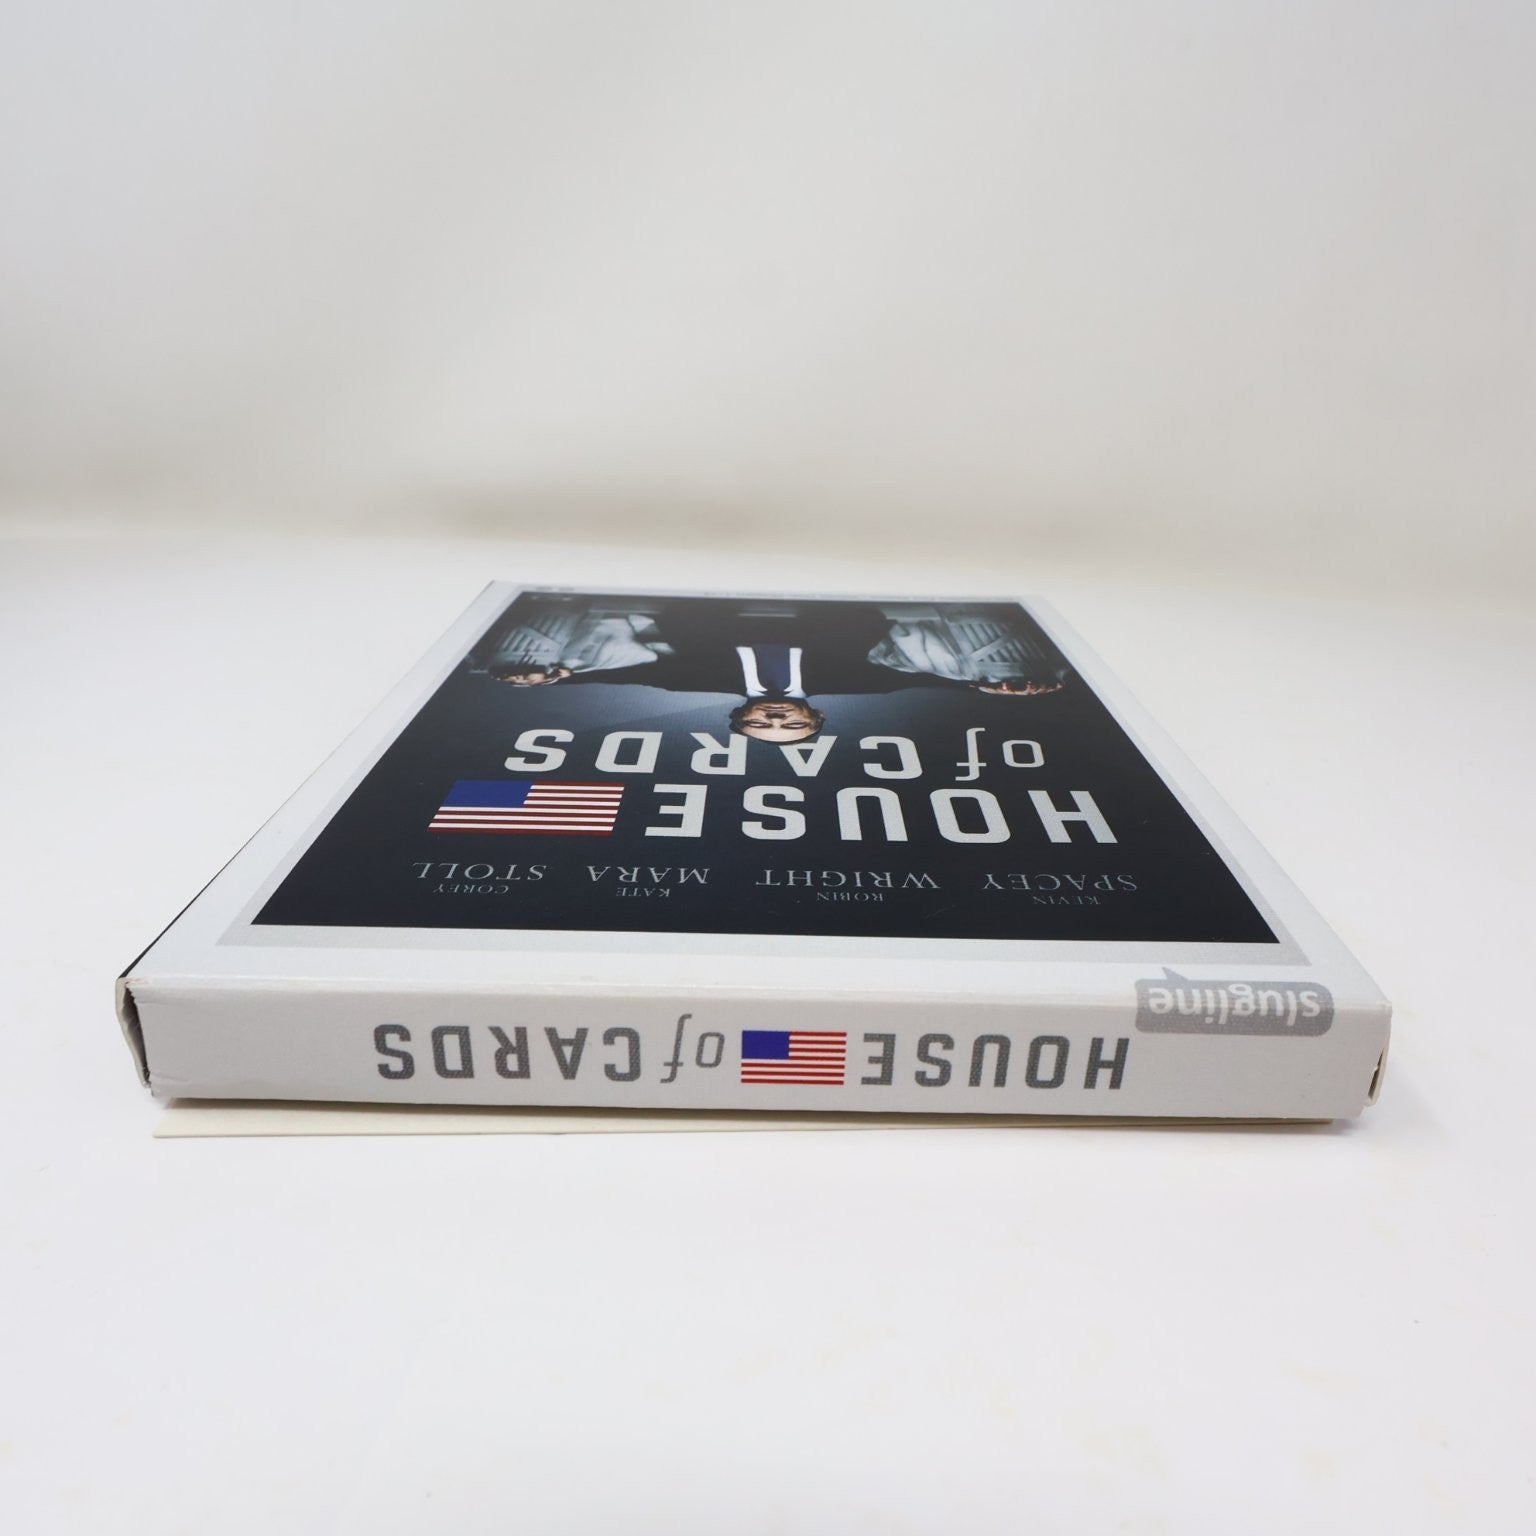 KEVIN SPACEY ROBIN WRIGHT KATE MARA COREY STOLL
HOUSE
of CARDS
slugline
HOUSE of CARDS